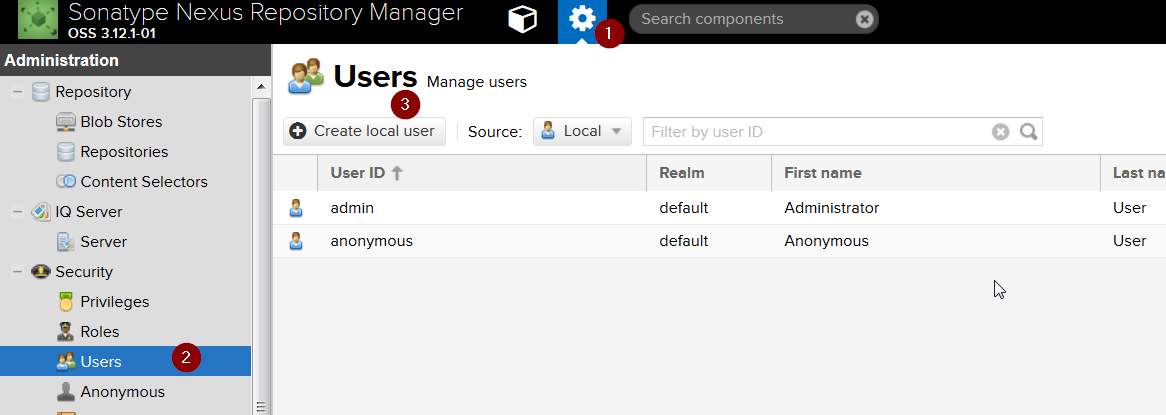 Sonatype Nexus Repository Manager
OSS 3.12.1-01
1
Search components
Administration
Repository
Blob Stores
Repositories
Content Selectors
IQ Server
Server
Security
Privileges
Roles
Users
2
Anonymous
Users Manage users
3
Create local user Source: Local Filter by user ID
User ID Realm First name Last na
admin default Administrator User
anonymous default Anonymous User